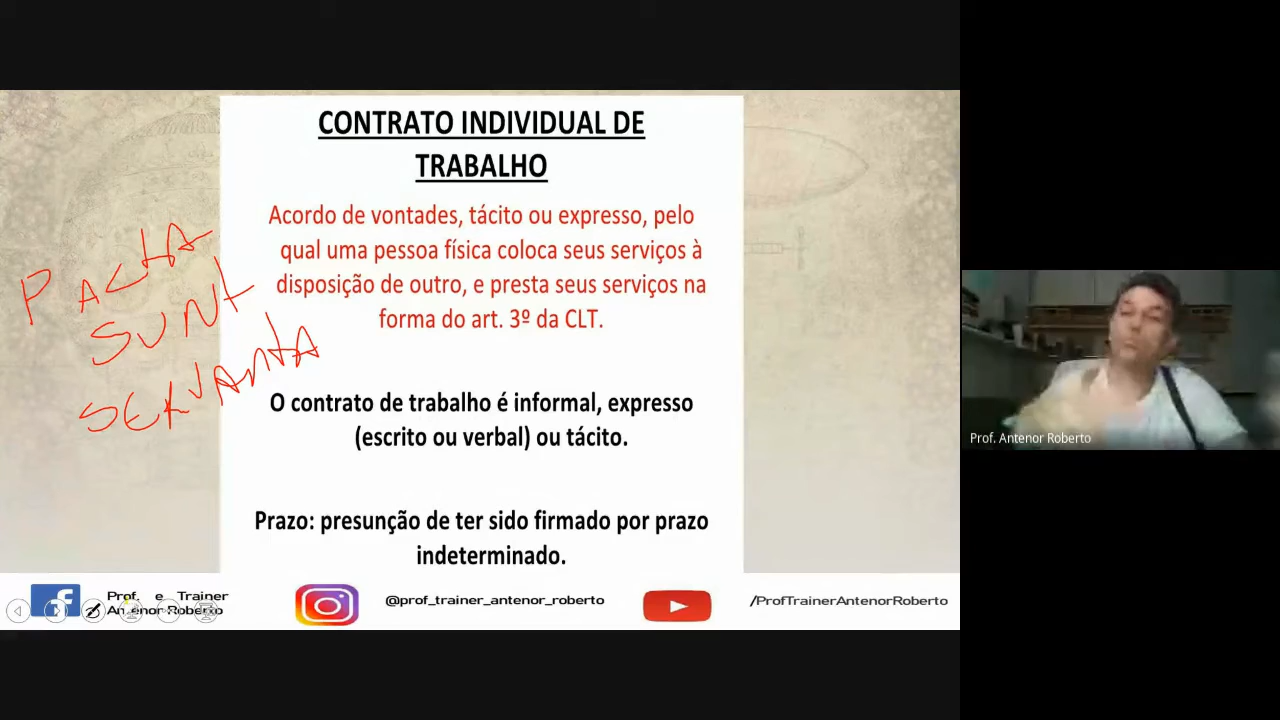 CONTRATO INDIVIDUAL DE
TRABALHO
Acordo de vontades, tácito ou expresso, pelo
qual uma pessoa física coloca seus serviços à
disposição de outro, e presta seus serviços na
forma do art. 3º da CLT.
PACTA
SUNT
SERVANTA
O contrato de trabalho é informal, expresso
(escrito ou verbal) ou tácito.
Prazo: presunção de ter sido firmado por prazo
indeterminado.
Prof. e Trainer
Antenor Roberto
@prof_trainer_antenor_roberto
/ProfTrainerAntenorRoberto
Prof. Antenor Roberto